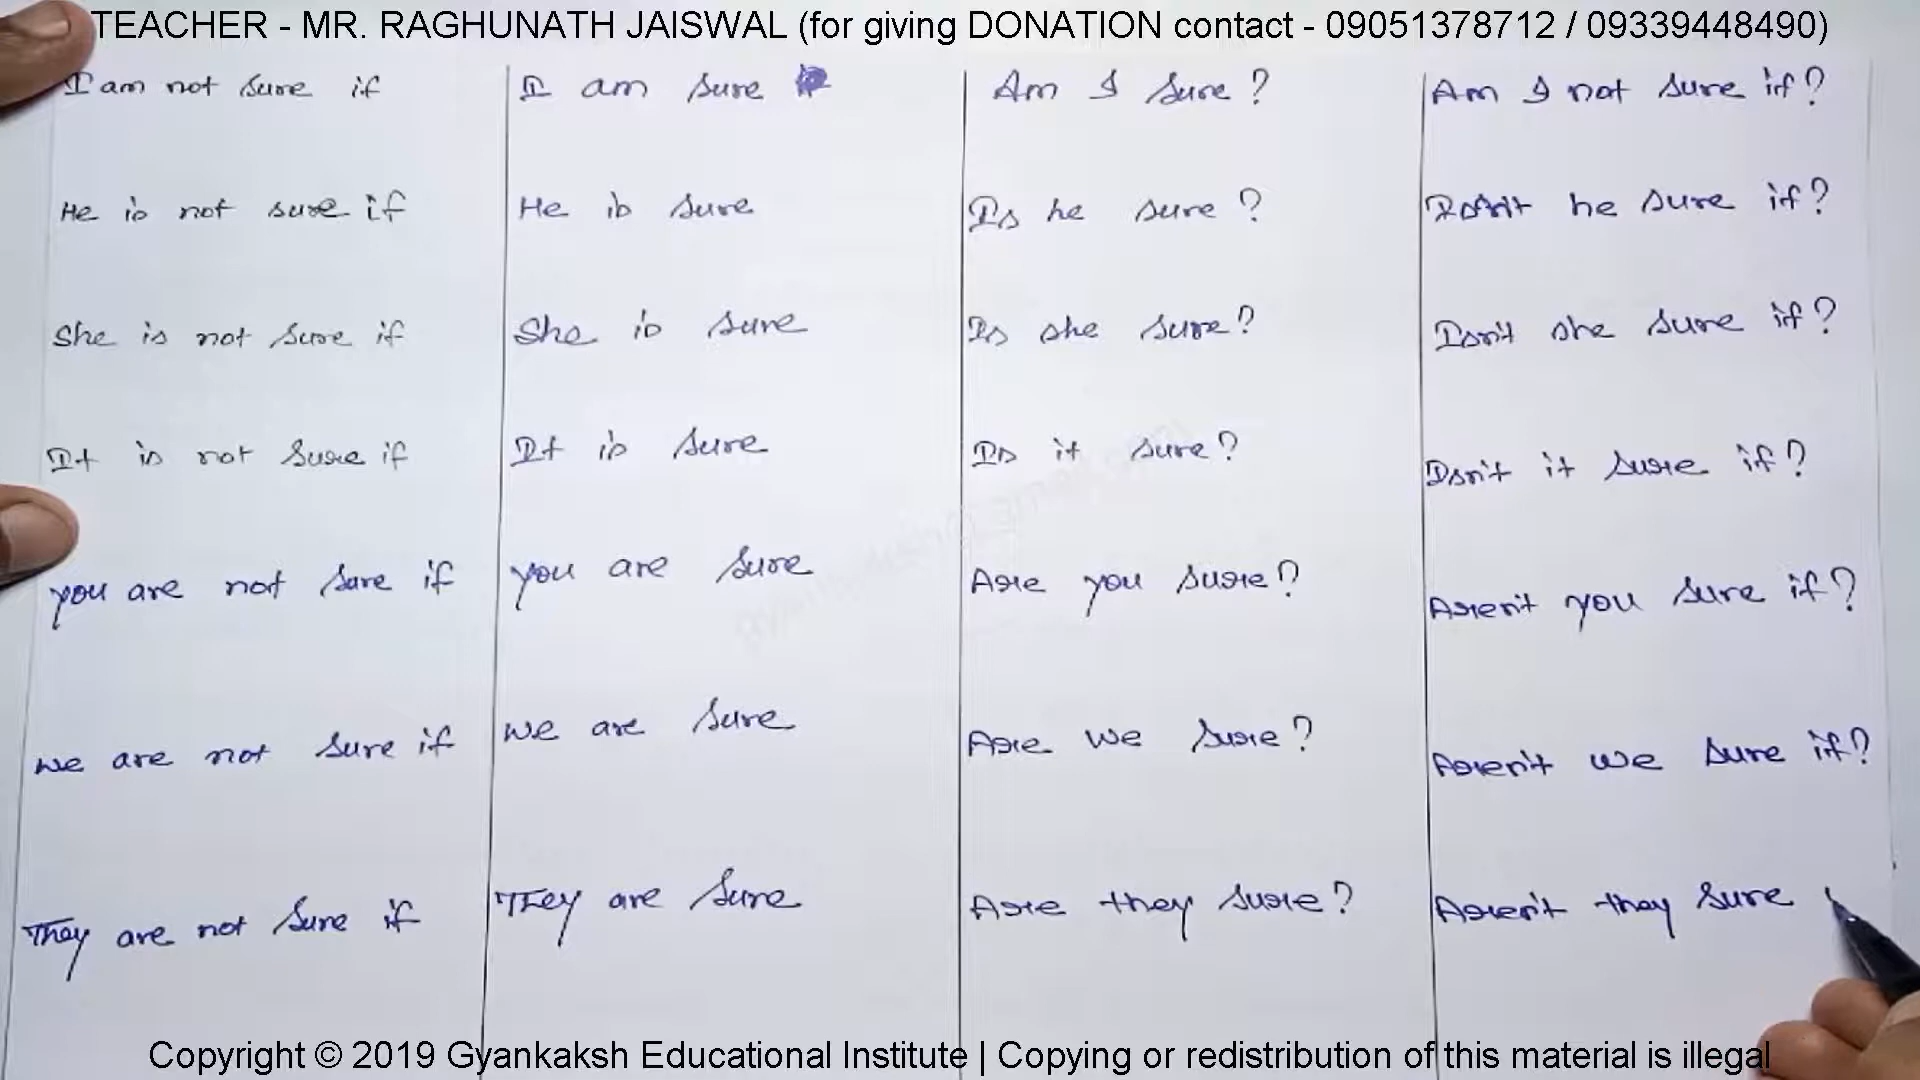 TEACHER - MR. RAGHUNATH JAISWAL (for giving DONATION contact - 09051378712 / 09339448490)
I am not sure if I am sure Am I sure? Am I not sure if?
He is not sure if He is sure Is he sure? Isn't he sure if?
She is not sure if She is sure Is she sure? Isn't she sure if?
It is not sure if It is sure Is it sure? Isn't it sure if?
you are not sure if you are sure Are you sure? Aren't you sure if?
we are not sure if we are sure Are we sure? Aren't we sure if?
They are not sure if They are sure Are they sure? Aren't they sure
Copyright © 2019 Gyankaksh Educational Institute | Copying or redistribution of this material is illegal